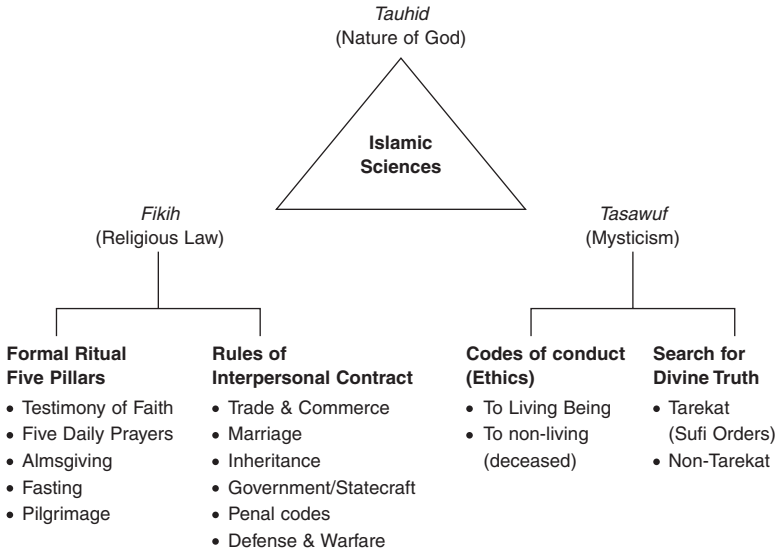 Tauhid
(Nature of God)
Islamic
Sciences
Fikih
(Religious Law)
Tasawuf
(Mysticism)
Formal Ritual
Five Pillars
• Testimony of Faith
• Five Daily Prayers
• Almsgiving
• Fasting
• Pilgrimage
Rules of
Interpersonal Contract
• Trade & Commerce
• Marriage
• Inheritance
• Government/Statecraft
• Penal codes
• Defense & Warfare
Codes of conduct
(Ethics)
• To Living Being
• To non-living
(deceased)
Search for
Divine Truth
• Tarekat
(Sufi Orders)
• Non-Tarekat